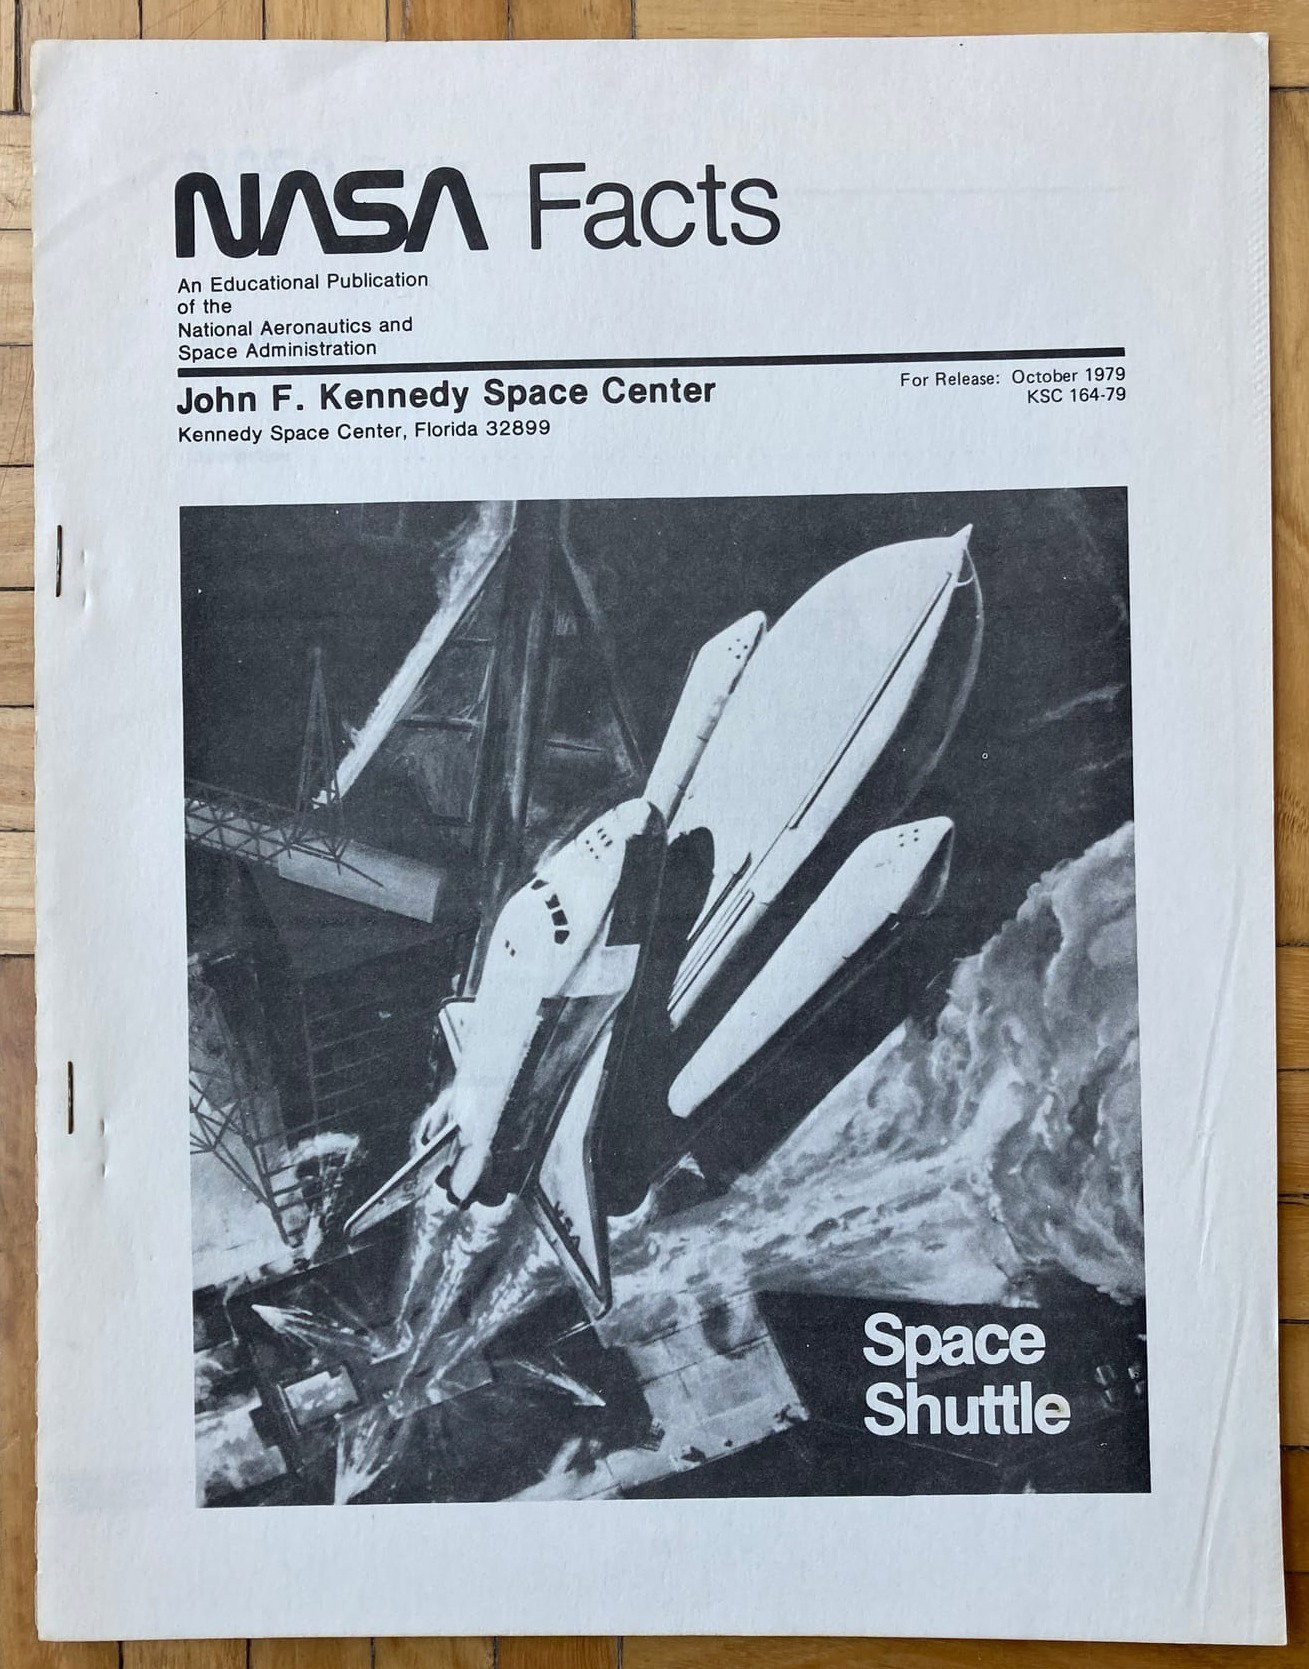 NASA Facts
An Educational Publication
of the
National Aeronautics and
Space Administration
John F. Kennedy Space Center
Kennedy Space Center, Florida 32899
For Release: October 1979
KSC 164-79
USA
Space
Shuttle